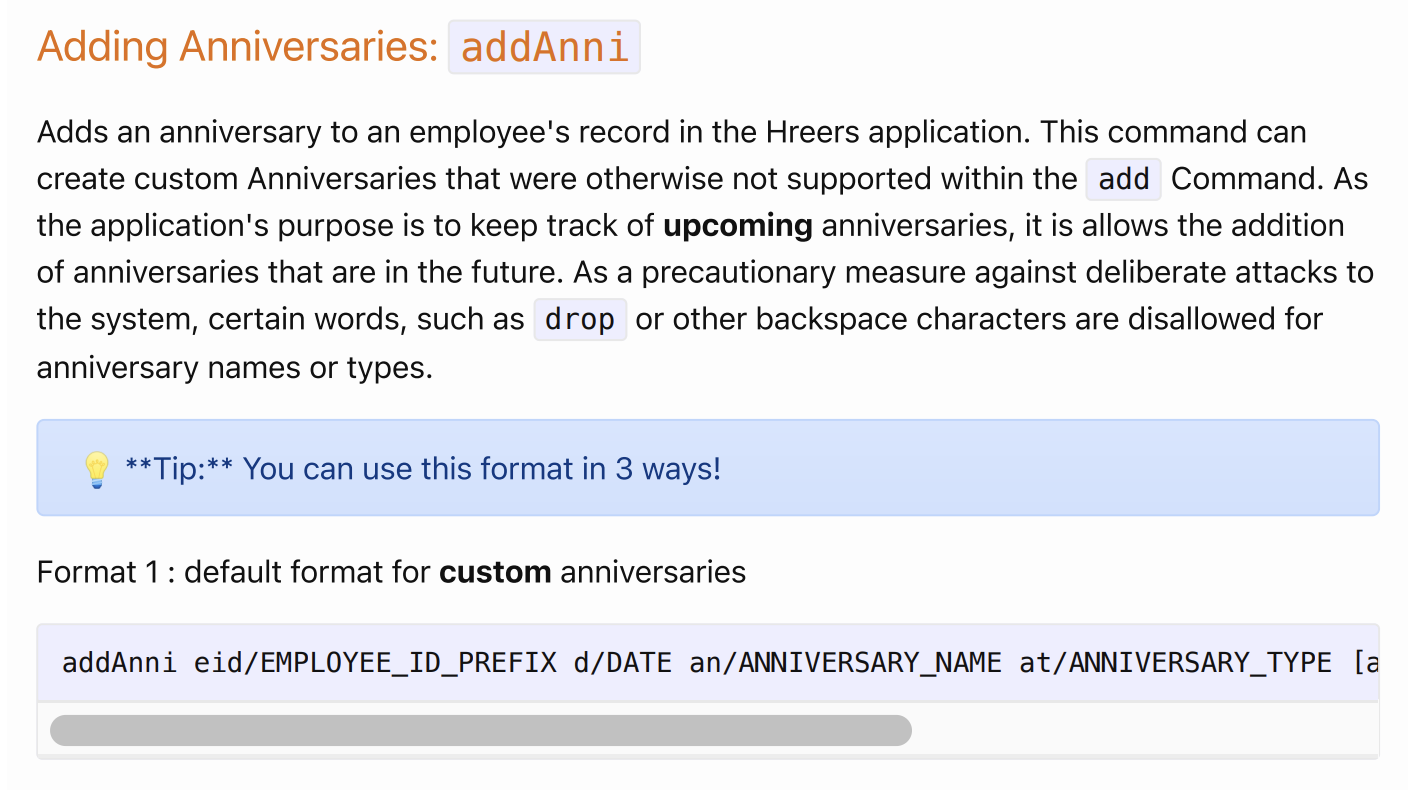 Adding Anniversaries: addAnni
Adds an anniversary to an employee's record in the Hreers application. This command can
create custom Anniversaries that were otherwise not supported within the add Command. As
the application's purpose is to keep track of upcoming anniversaries, it is allows the addition
of anniversaries that are in the future. As a precautionary measure against deliberate attacks to
the system, certain words, such as drop or other backspace characters are disallowed for
anniversary names or types.
💡 **Tip:** You can use this format in 3 ways!
Format 1 : default format for custom anniversaries
addAnni eid/EMPLOYEE_ID_PREFIX d/DATE an/ANNIVERSARY_NAME at/ANNIVERSARY_TYPE [a